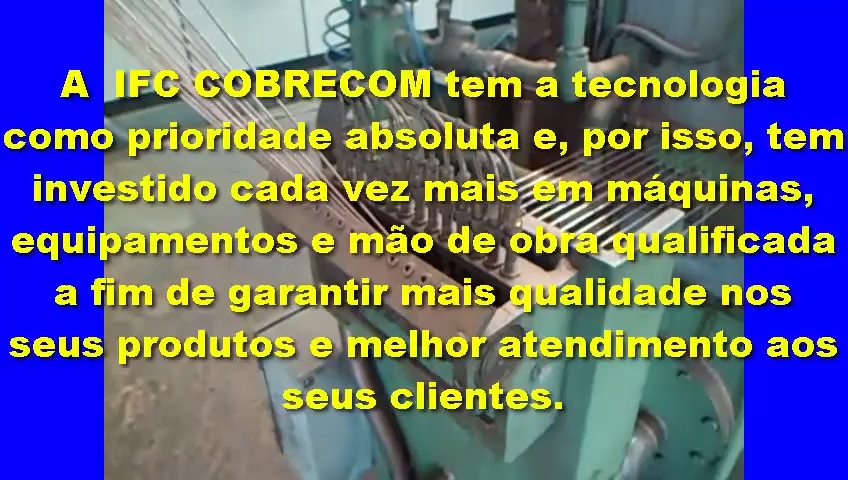 A  IFC COBRECOM tem a tecnologia
como prioridade absoluta e, por isso, tem
investido cada vez mais em máquinas,
equipamentos e mão de obra qualificada
a fim de garantir mais qualidade nos
seus produtos e melhor atendimento aos
seus clientes.